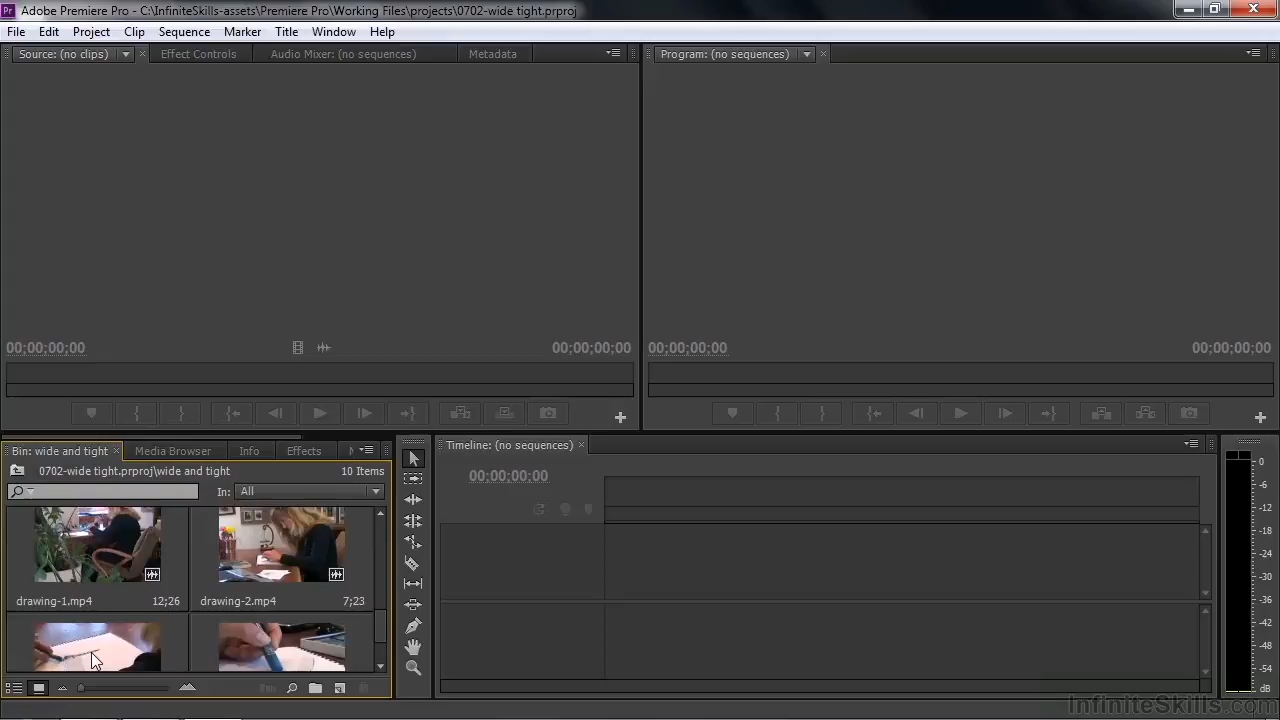 Pr Adobe Premiere Pro - C:\InfiniteSkills-assets\Premiere Pro\Working Files\projects\0702-wide tight.prproj
File Edit Project Clip Sequence Marker Title Window Help
Source: (no clips) Effect Controls Audio Mixer: (no sequences) Metadata
Program: (no sequences)
00;00;00;00 00;00;00;00
00;00;00;00 00;00;00;00
Bin: wide and tight Media Browser Info Effects
0702-wide tight.prproj\wide and tight 10 Items
In: All
drawing-1.mp4 12;26
drawing-2.mp4 7;23
Timeline: (no sequences)
00;00;00;00
0
-6
-12
-18
-24
-30
-36
-42
-48
-54
dB
InfiniteSkills.com